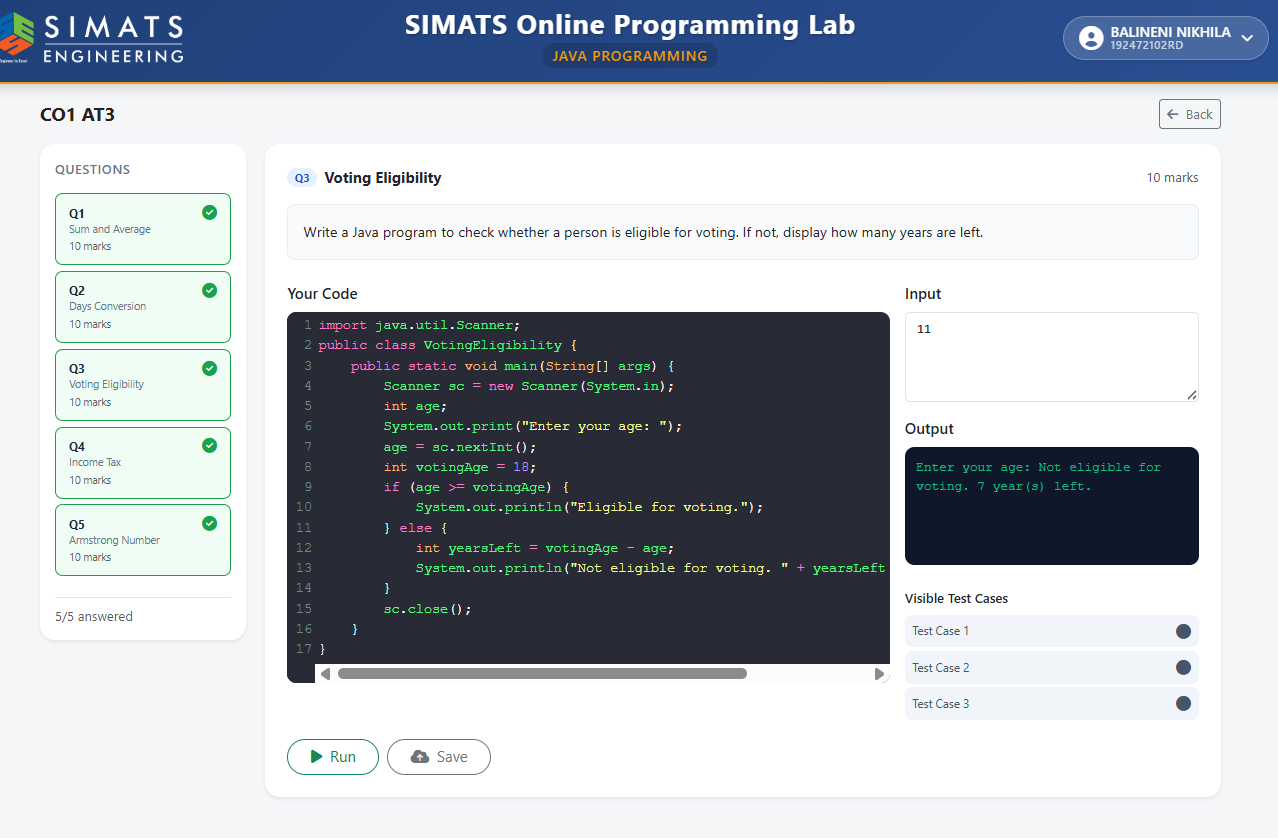 SIMATS
ENGINEERING
Engineer to Excel
SIMATS Online Programming Lab
JAVA PROGRAMMING
BALINENI NIKHILA
192472102RD
CO1 AT3
Back
QUESTIONS
Q1
Sum and Average
10 marks
Q2
Days Conversion
10 marks
Q3
Voting Eligibility
10 marks
Q4
Income Tax
10 marks
Q5
Armstrong Number
10 marks
5/5 answered
Q3 Voting Eligibility
10 marks
Write a Java program to check whether a person is eligible for voting. If not, display how many years are left.
Your Code
1 import java.util.Scanner;
2 public class VotingEligibility {
3     public static void main(String[] args) {
4         Scanner sc = new Scanner(System.in);
5         int age;
6         System.out.print("Enter your age: ");
7         age = sc.nextInt();
8         int votingAge = 18;
9         if (age >= votingAge) {
10             System.out.println("Eligible for voting.");
11         } else {
12             int yearsLeft = votingAge - age;
13             System.out.println("Not eligible for voting. " + yearsLeft
14         }
15         sc.close();
16     }
17 }
Run
Save
Input
11
Output
Enter your age: Not eligible for
voting. 7 year(s) left.
Visible Test Cases
Test Case 1
Test Case 2
Test Case 3